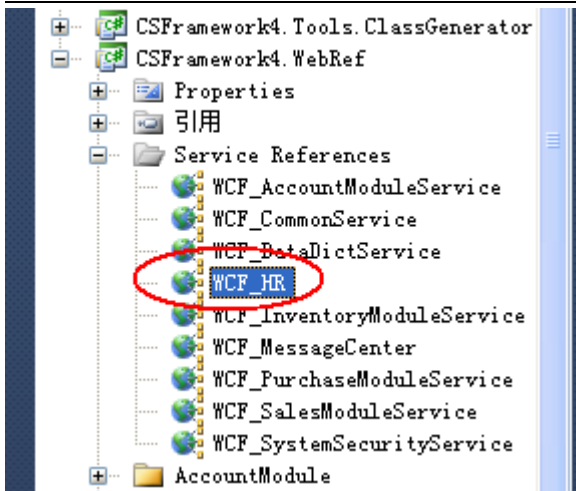 CSFramework4.Tools.ClassGenerator
CSFramework4.WebRef
Properties
引用
Service References
WCF_AccountModuleService
WCF_CommonService
WCF_DataDictService
WCF_HR
WCF_InventoryModuleService
WCF_MessageCenter
WCF_PurchaseModuleService
WCF_SalesModuleService
WCF_SystemSecurityService
AccountModule